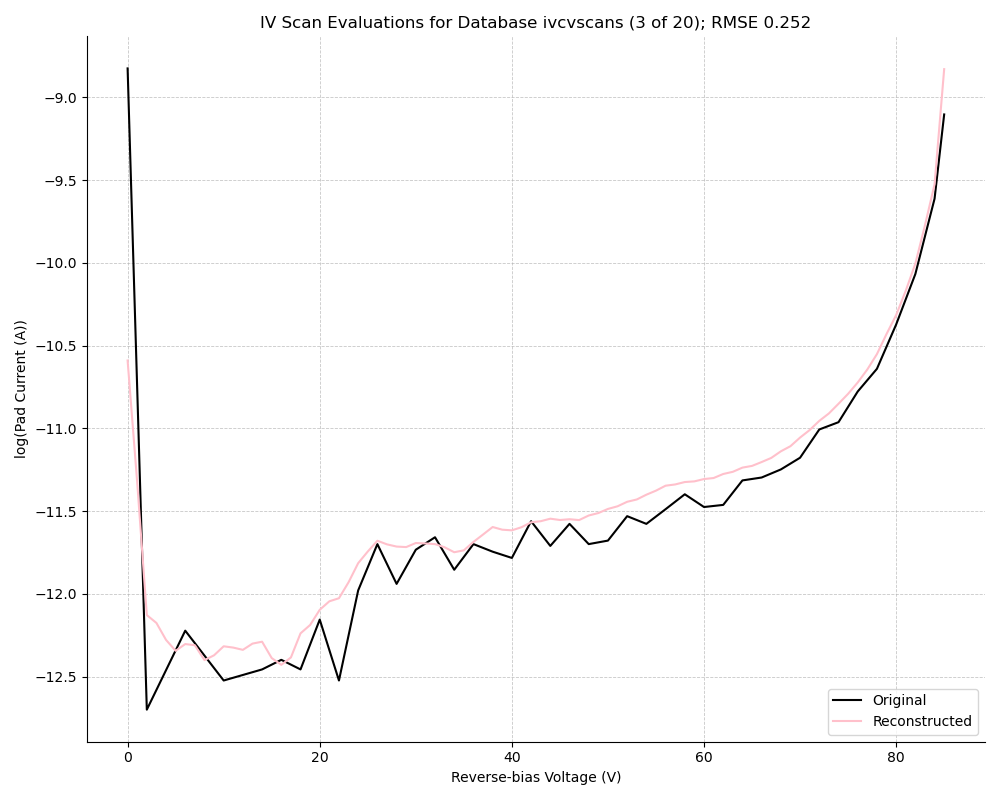 IV Scan Evaluations for Database ivcvscans (3 of 20); RMSE 0.252
log(Pad Current (A))
−9.0
−9.5
−10.0
−10.5
−11.0
−11.5
−12.0
−12.5
0
20
40
60
80
Reverse-bias Voltage (V)
Original
Reconstructed